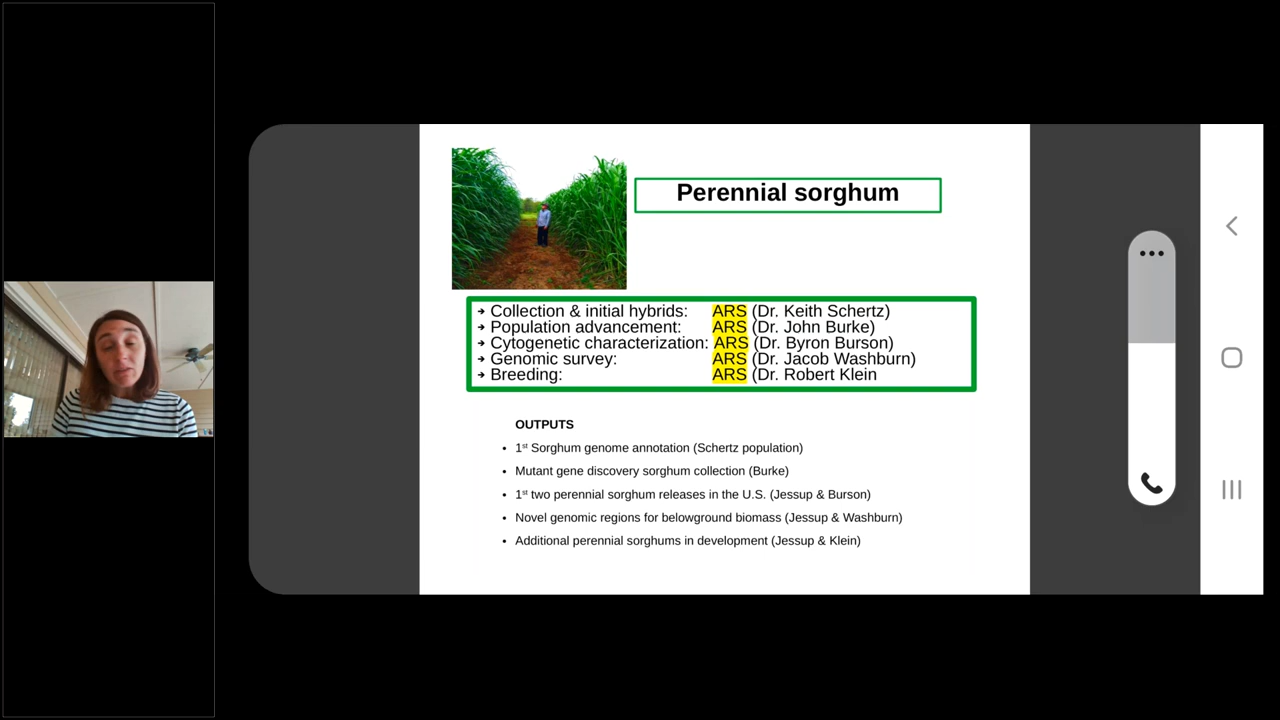 Perennial sorghum
➔ Collection & initial hybrids: ARS (Dr. Keith Schertz)
➔ Population advancement: ARS (Dr. John Burke)
➔ Cytogenetic characterization: ARS (Dr. Byron Burson)
➔ Genomic survey: ARS (Dr. Jacob Washburn)
➔ Breeding: ARS (Dr. Robert Klein
OUTPUTS
• 1st Sorghum genome annotation (Schertz population)
• Mutant gene discovery sorghum collection (Burke)
• 1st two perennial sorghum releases in the U.S. (Jessup & Burson)
• Novel genomic regions for belowground biomass (Jessup & Washburn)
• Additional perennial sorghums in development (Jessup & Klein)